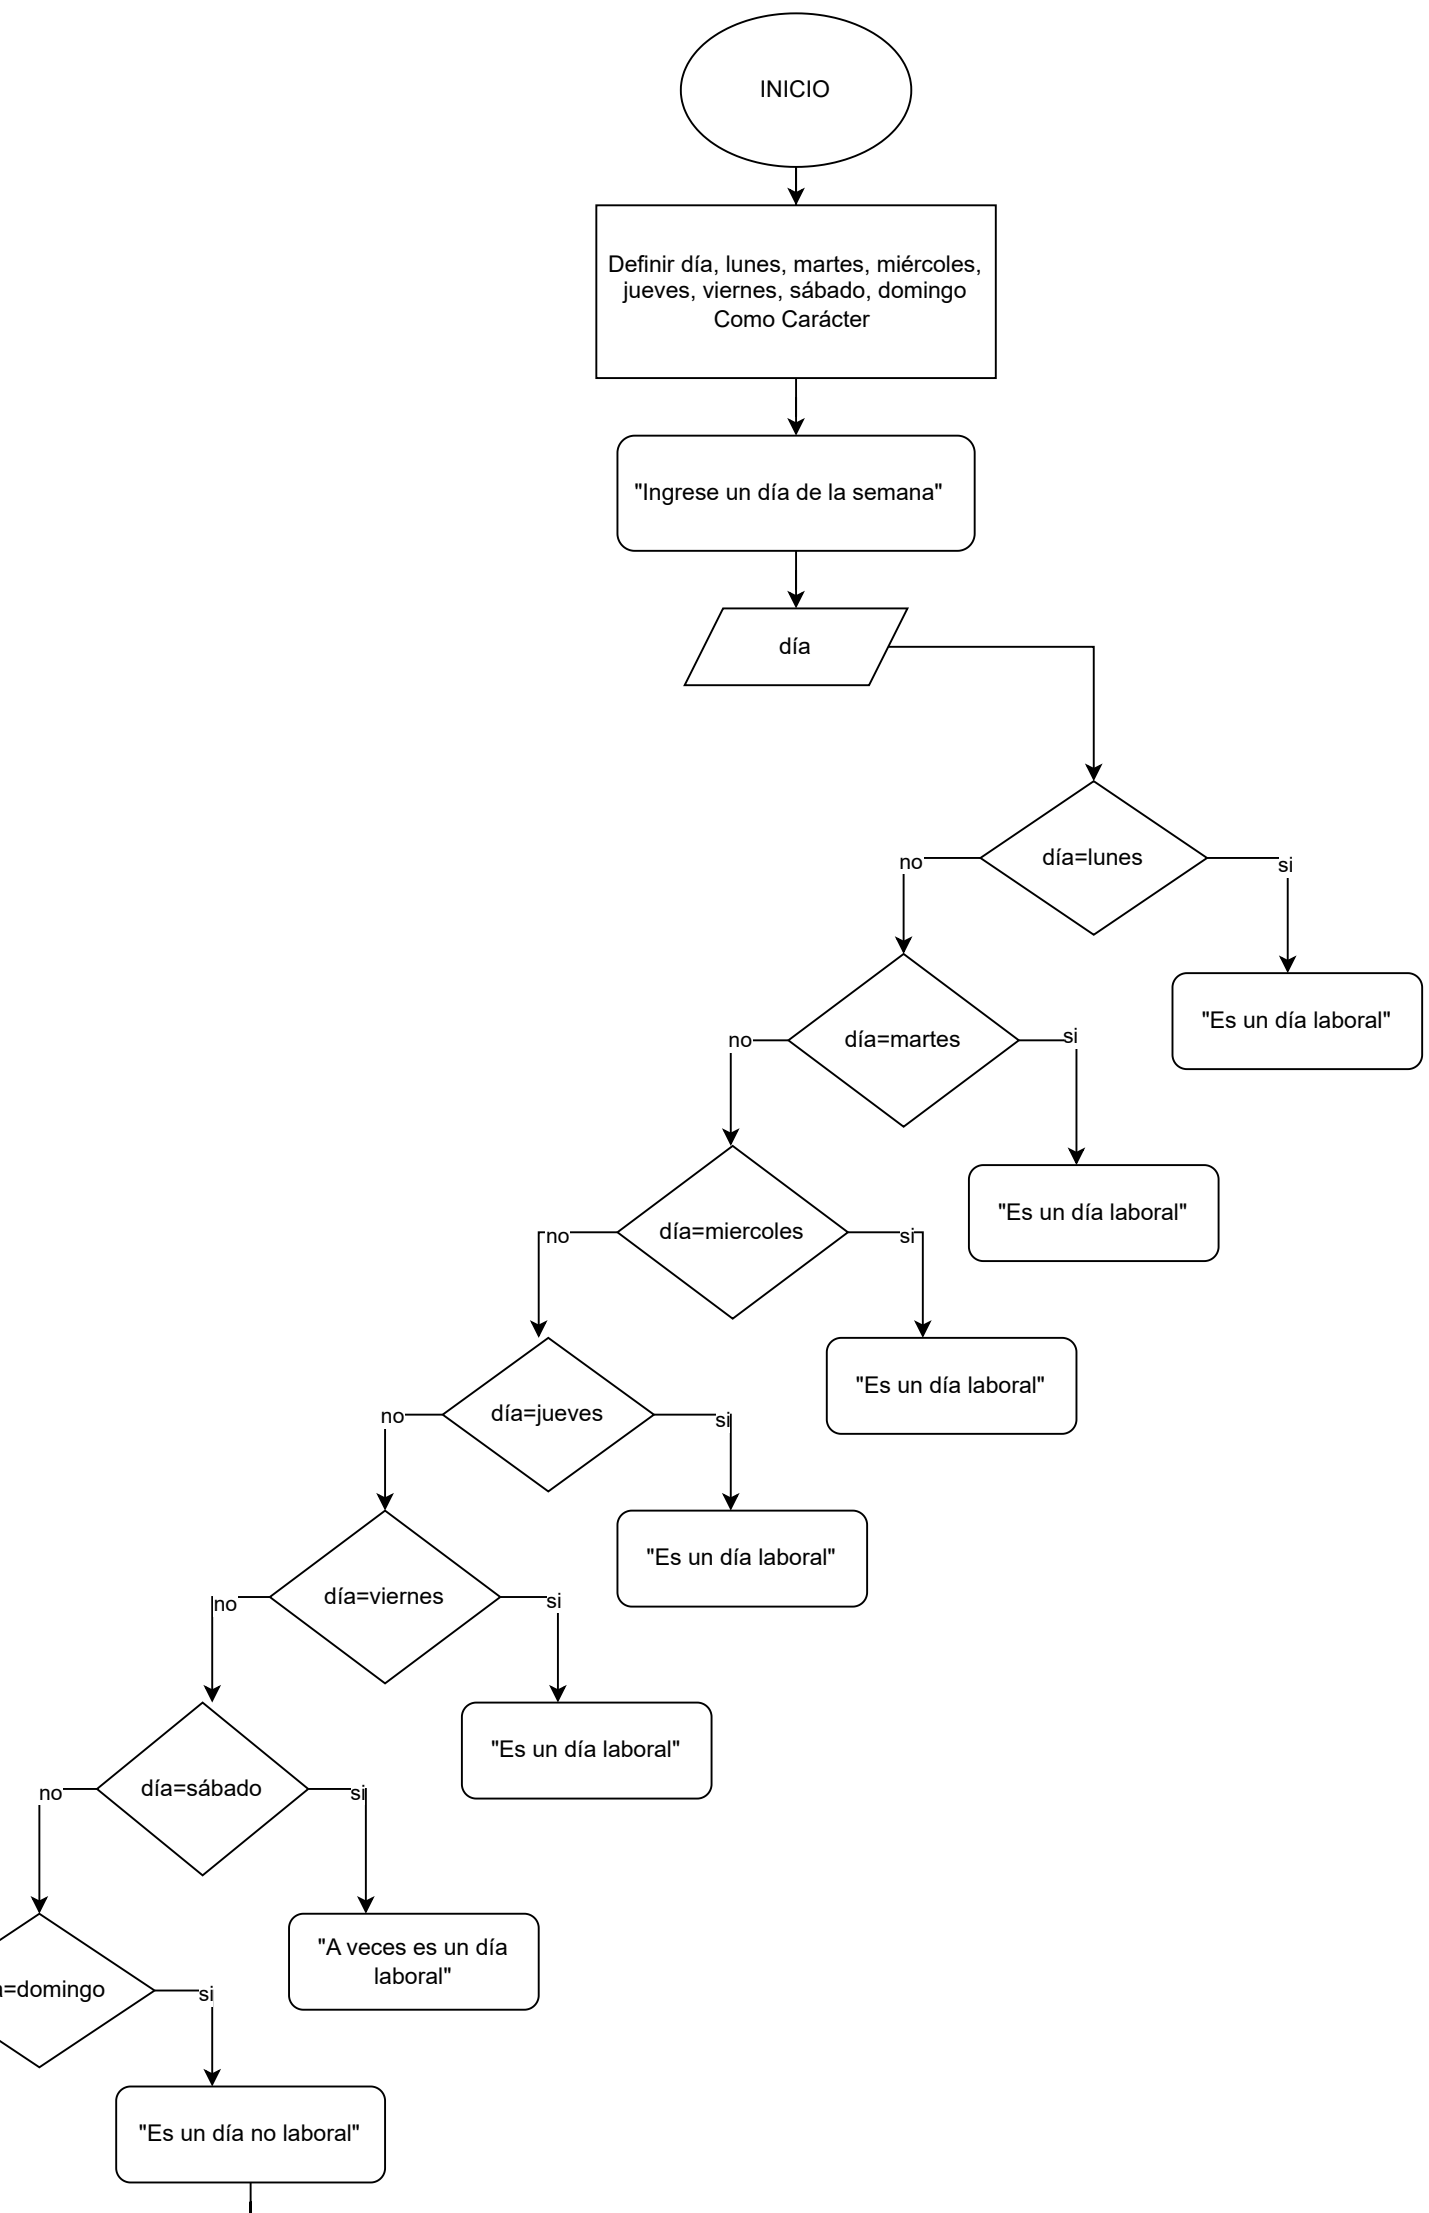 INICIO
Definir día, lunes, martes, miércoles,
jueves, viernes, sábado, domingo
Como Carácter
"Ingrese un día de la semana"
día
día=lunes
no
si
"Es un día laboral"
día=martes
no
si
"Es un día laboral"
día=miercoles
no
si
"Es un día laboral"
día=jueves
no
si
"Es un día laboral"
día=viernes
no
si
"Es un día laboral"
día=sábado
no
si
"A veces es un día
laboral"
=domingo
si
"Es un día no laboral"